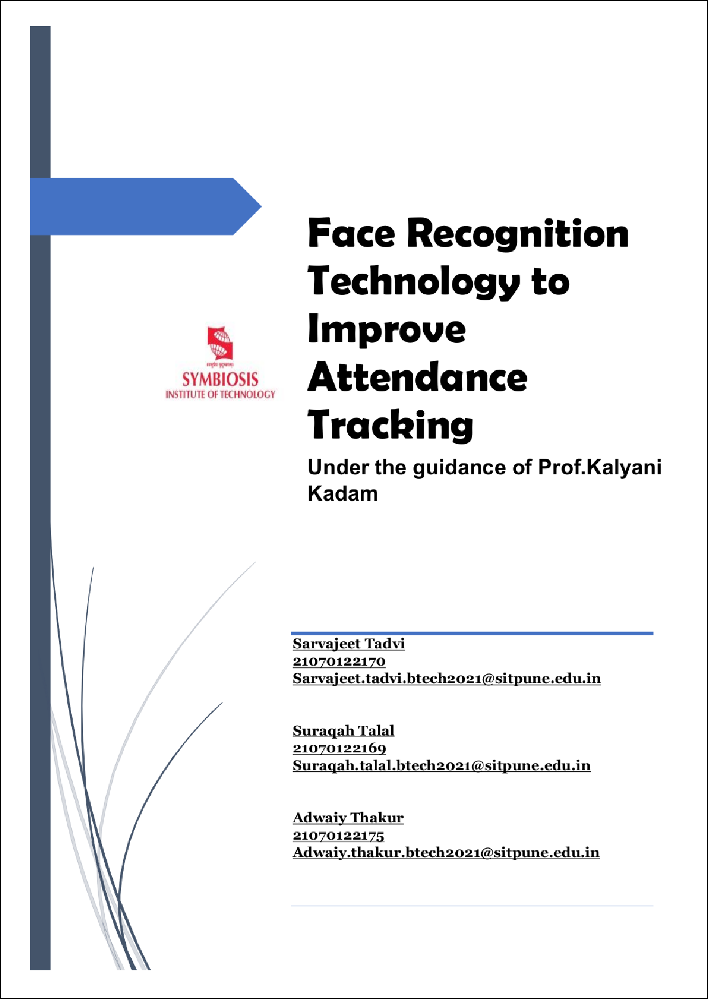 Face Recognition
Technology to
Improve
Attendance
Tracking
Under the guidance of Prof.Kalyani
Kadam
SYMBIOSIS
INSTITUTE OF TECHNOLOGY
Sarvajeet Tadvi
21070122170
Sarvajeet.tadvi.btech2021@sitpune.edu.in
Suraqah Talal
21070122169
Suraqah.talal.btech2021@sitpune.edu.in
Adwaiy Thakur
21070122175
Adwaiy.thakur.btech2021@sitpune.edu.in